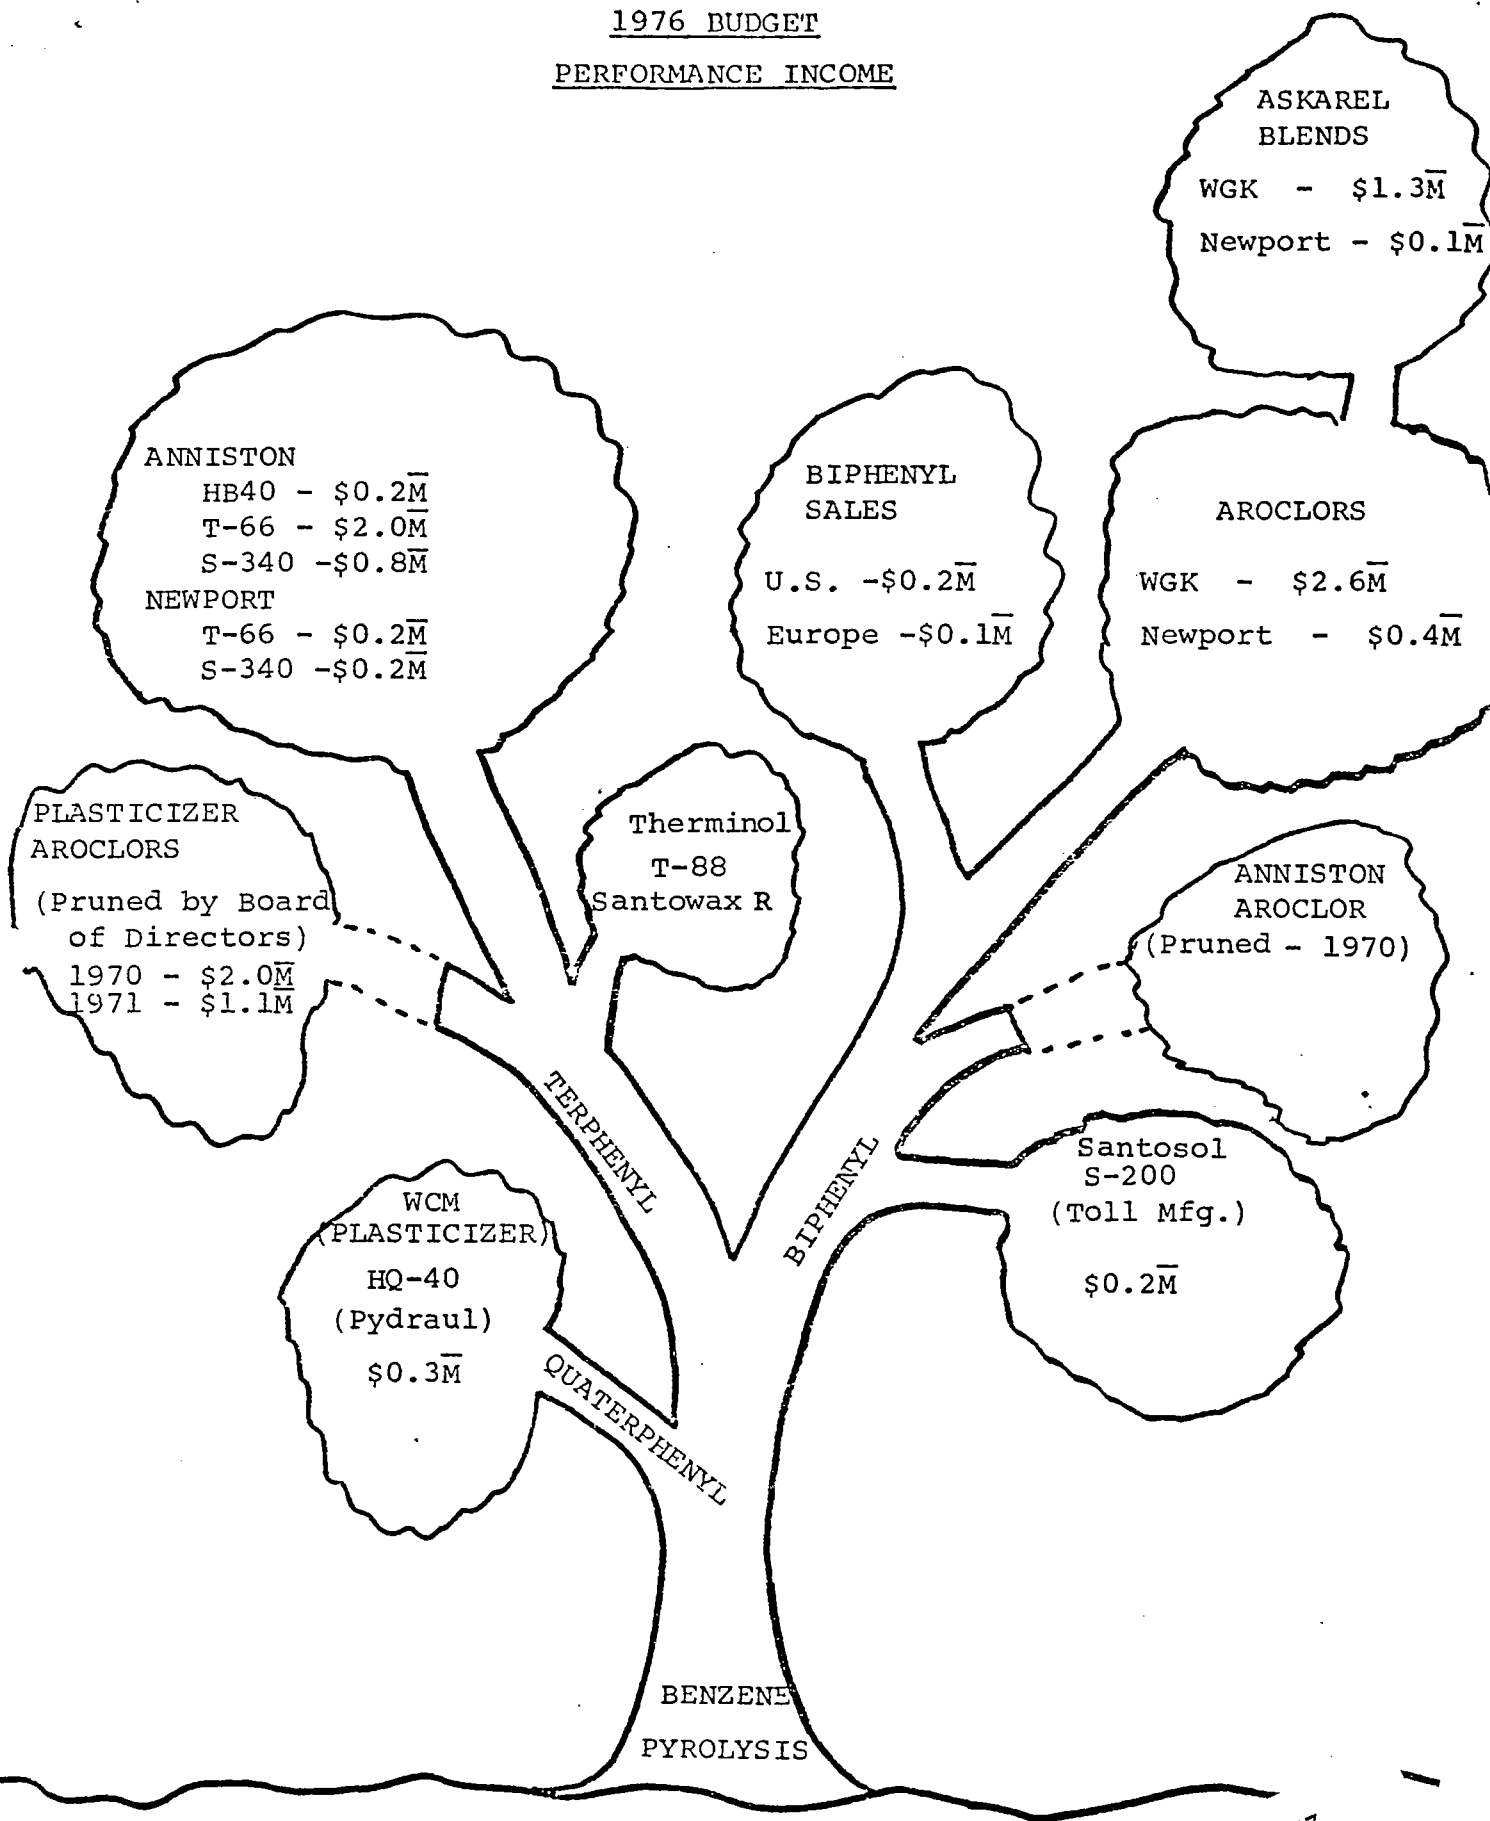 1976 BUDGET
PERFORMANCE INCOME
ASKAREL
BLENDS
WGK - $1.3M̅
Newport - $0.1M̅
ANNISTON
HB40 - $0.2M̅
T-66 - $2.0M̅
S-340 -$0.8M̅
NEWPORT
T-66 - $0.2M̅
S-340 -$0.2M̅
BIPHENYL
SALES
U.S. -$0.2M̅
Europe -$0.1M̅
AROCLORS
WGK - $2.6M̅
Newport - $0.4M̅
PLASTICIZER
AROCLORS
(Pruned by Board
of Directors)
1970 - $2.0M̅
1971 - $1.1M̅
Therminol
T-88
Santowax R
ANNISTON
AROCLOR
(Pruned - 1970)
TERPHENYL
BIPHENYL
Santosol
S-200
(Toll Mfg.)
$0.2M̅
WCM
(PLASTICIZER)
HQ-40
(Pydraul)
$0.3M̅
QUATERPHENYL
BENZENE
PYROLYSIS